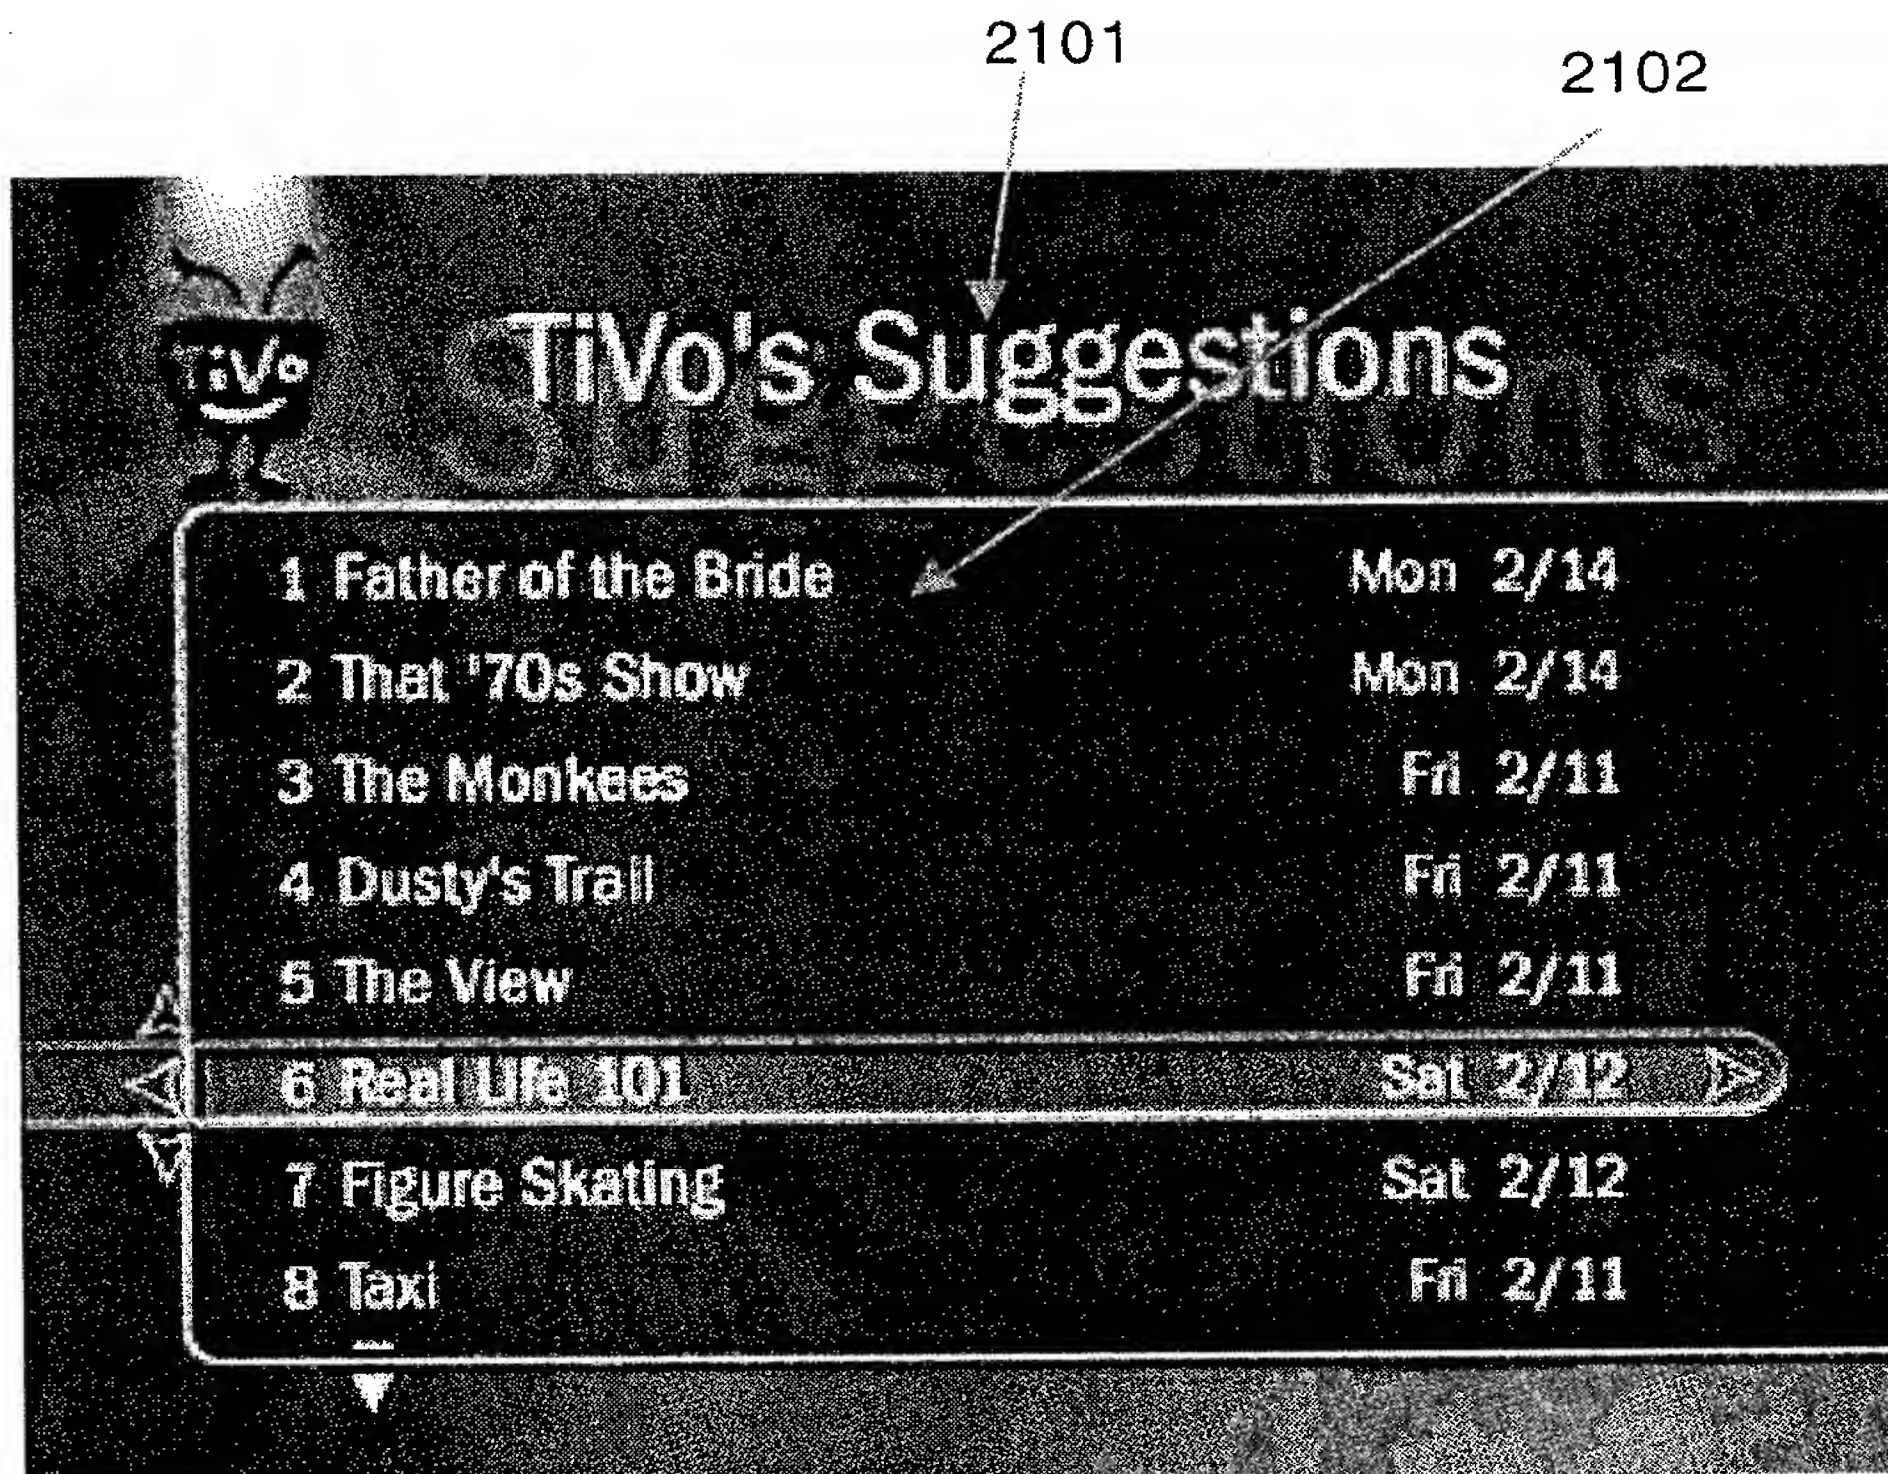 2101
2102
TiVo
TiVo's Suggestions
Suggestions
1 Father of the Bride Mon 2/14
2 That '70s Show Mon 2/14
3 The Monkees Fri 2/11
4 Dusty's Trail Fri 2/11
5 The View Fri 2/11
6 Real Life 101 Sat 2/12
7 Figure Skating Sat 2/12
8 Taxi Fri 2/11